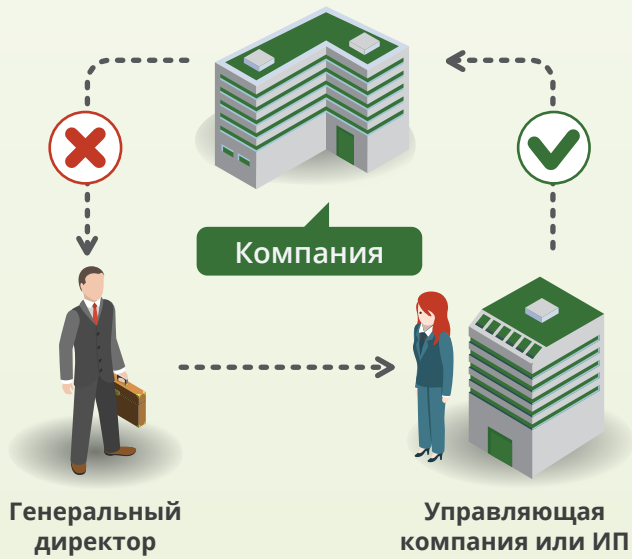 Компания
Генеральный
директор
Управляющая
компания или ИП